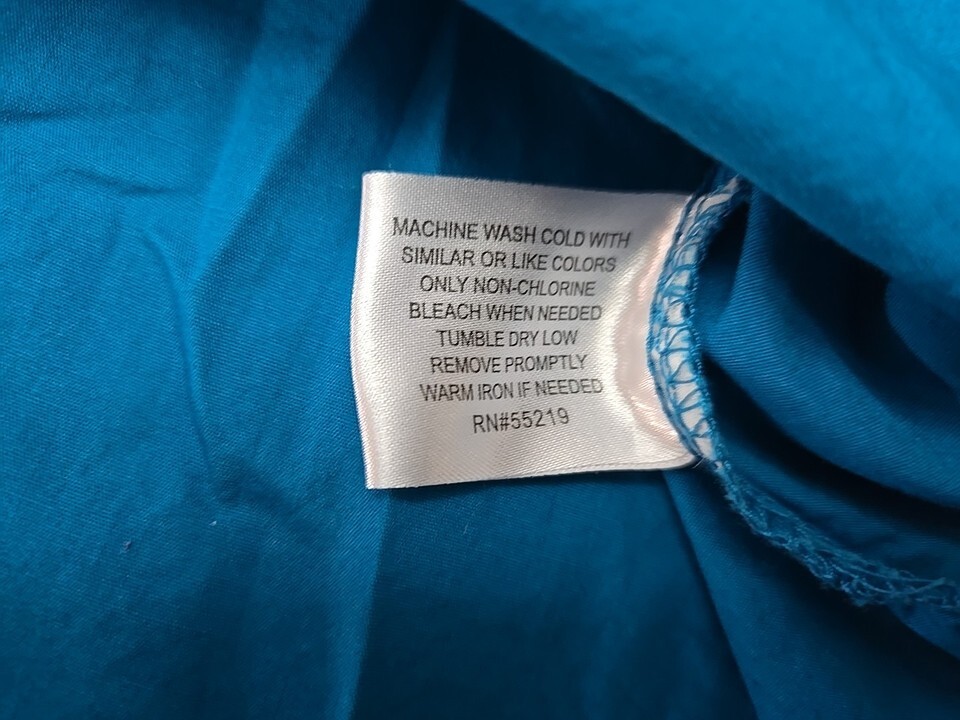 MACHINE WASH COLD WITH
SIMILAR OR LIKE COLORS
ONLY NON-CHLORINE
BLEACH WHEN NEEDED
TUMBLE DRY LOW
REMOVE PROMPTLY
WARM IRON IF NEEDED
RN#55219